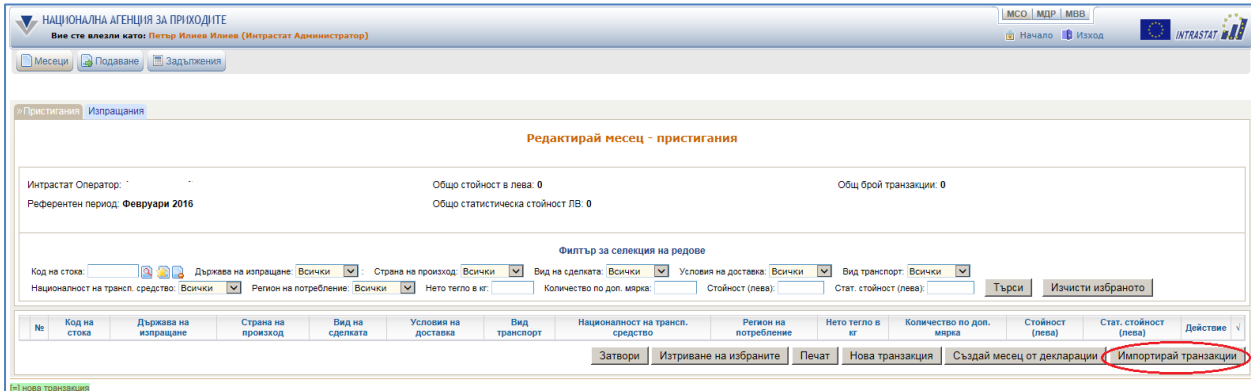 НАЦИОНАЛНА АГЕНЦИЯ ЗА ПРИХОДИТЕ
МСО МДР МВВ
Вие сте влезли като: Петър Илиев Илиев (Интрастат Администратор)
Начало Изход
INTRASTAT
Месеци Подаване Задължения
»Пристигания Изпращания
Редактирай месец - пристигания
Интрастат Оператор: Общо стойност в лева: 0 Общ брой транзакции: 0
Референтен период: Февруари 2016 Общо статистическа стойност ЛВ: 0
Филтър за селекция на редове
Код на стока: Държава на изпращане: Всички : Страна на произход: Всички Вид на сделката: Всички Условия на доставка: Всички Вид транспорт: Всички
Националност на трансп. средство: Всички Регион на потребление: Всички Нето тегло в кг: Количество по доп. мярка: Стойност (лева): Стат. стойност (лева): Търси Изчисти избраното
№ Код на стока Държава на изпращане Страна на произход Вид на сделката Условия на доставка Вид транспорт Националност на трансп. средство Регион на потребление Нето тегло в кг Количество по доп. мярка Стойност (лева) Стат. стойност (лева) Действие √
Затвори Изтриване на избраните Печат Нова транзакция Създай месец от декларации Импортирай транзакции
[=] нова транзакция